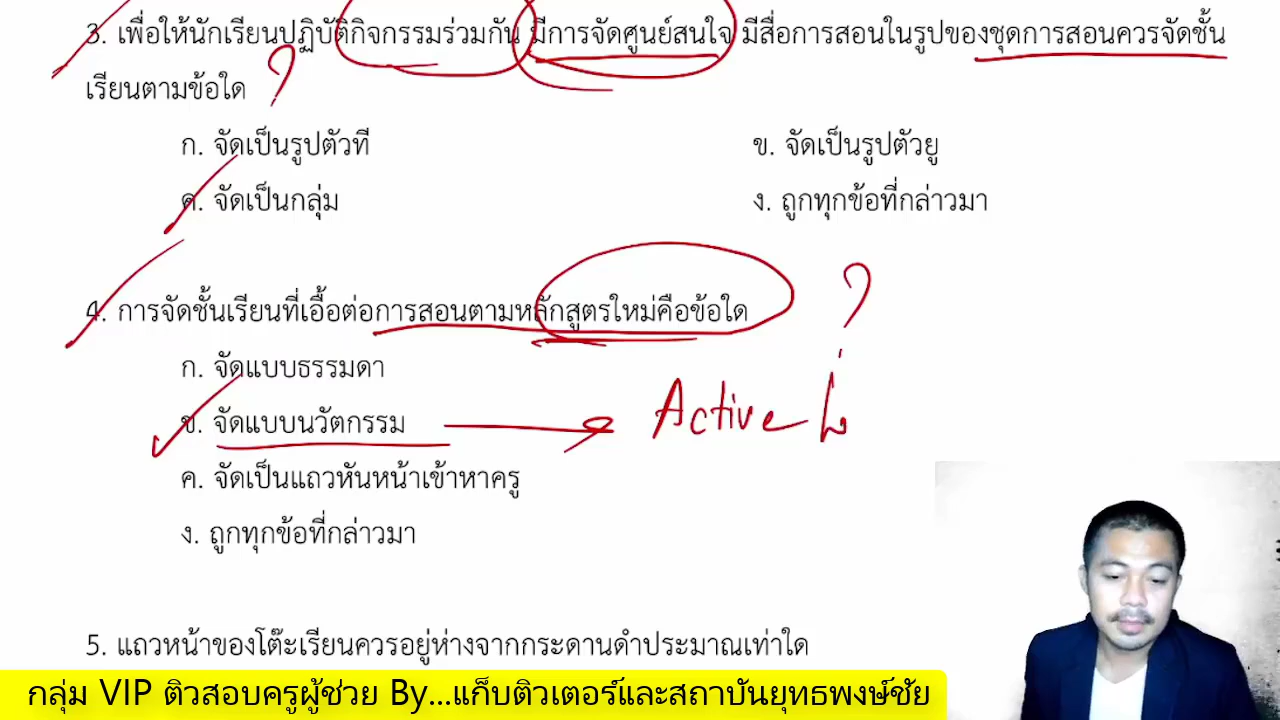 3. เพื่อให้นักเรียนปฏิบัติกิจกรรมร่วมกัน มีการจัดศูนย์สนใจ มีสื่อการสอนในรูปของชุดการสอนควรจัดชั้น
เรียนตามข้อใด ?
ก. จัดเป็นรูปตัวที
ข. จัดเป็นรูปตัวยู
ค. จัดเป็นกลุ่ม
ง. ถูกทุกข้อที่กล่าวมา
4. การจัดชั้นเรียนที่เอื้อต่อการสอนตามหลักสูตรใหม่คือข้อใด ?
ก. จัดแบบธรรมดา
ข. จัดแบบนวัตกรรม
Active
ค. จัดเป็นแถวหันหน้าเข้าหาครู
ง. ถูกทุกข้อที่กล่าวมา
5. แถวหน้าของโต๊ะเรียนควรอยู่ห่างจากกระดานดำประมาณเท่าใด
กลุ่ม VIP ติวสอบครูผู้ช่วย By...แก็บติวเตอร์และสถาบันยุทธพงษ์ชัย